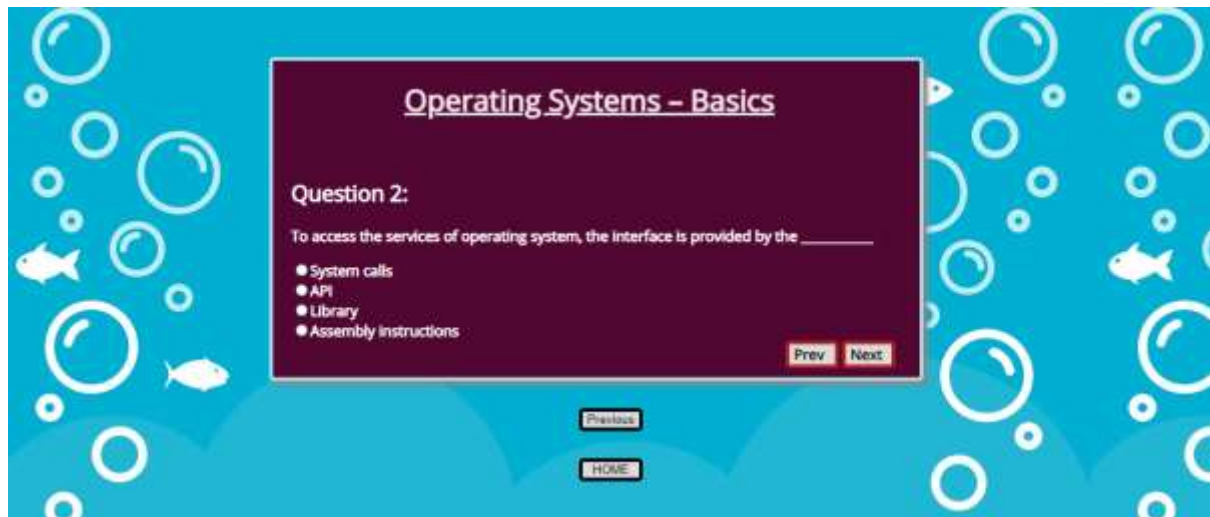 Operating Systems – Basics
Question 2:
To access the services of operating system, the interface is provided by the __________
System calls
API
Library
Assembly instructions
Prev Next
Previous
HOME